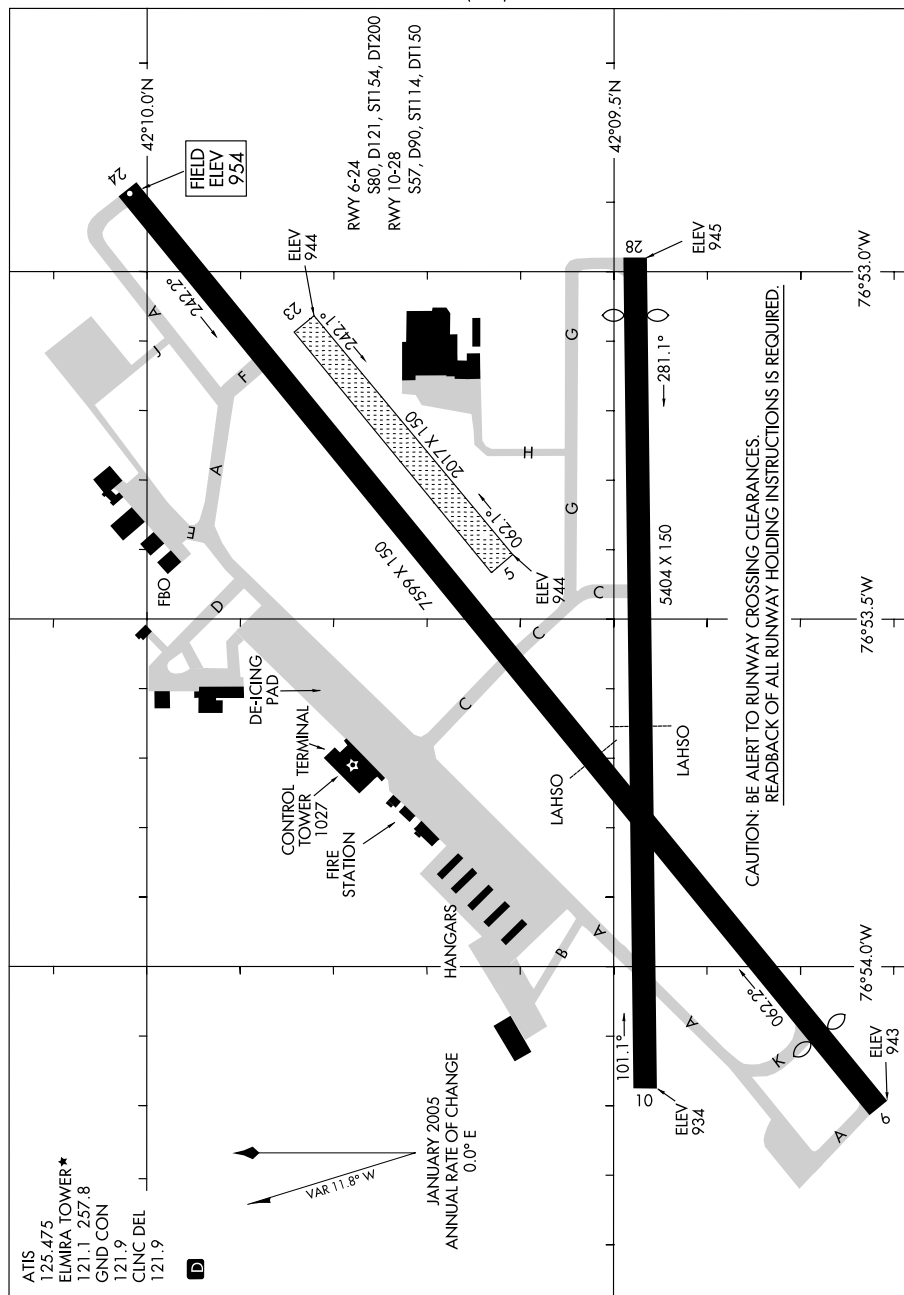 ATIS
125.475
ELMIRA TOWER★
121.1 257.8
GND CON
121.9
CLNC DEL
121.9
D
VAR 11.8° W
JANUARY 2005
ANNUAL RATE OF CHANGE
0.0° E
42°10.0'N
42°09.5'N
76°53.0'W
76°53.5'W
76°54.0'W
FIELD
ELEV
954
24
242.2°
A
J
F
A
E
D
FBO
DE-ICING
PAD
TERMINAL
CONTROL
TOWER
1027
FIRE
STATION
HANGARS
B
A
A
K
A
RWY 6-24
S80, D121, ST154, DT200
RWY 10-28
S57, D90, ST114, DT150
ELEV
944
23
242.1°
2017 X 150
062.1°
5
ELEV
944
7599 X 150
H
G
G
C
C
C
28
ELEV
945
281.1°
5404 X 150
LAHSO
LAHSO
101.1°
10
ELEV
934
062.2°
6
ELEV
943
CAUTION: BE ALERT TO RUNWAY CROSSING CLEARANCES.
READBACK OF ALL RUNWAY HOLDING INSTRUCTIONS IS REQUIRED.